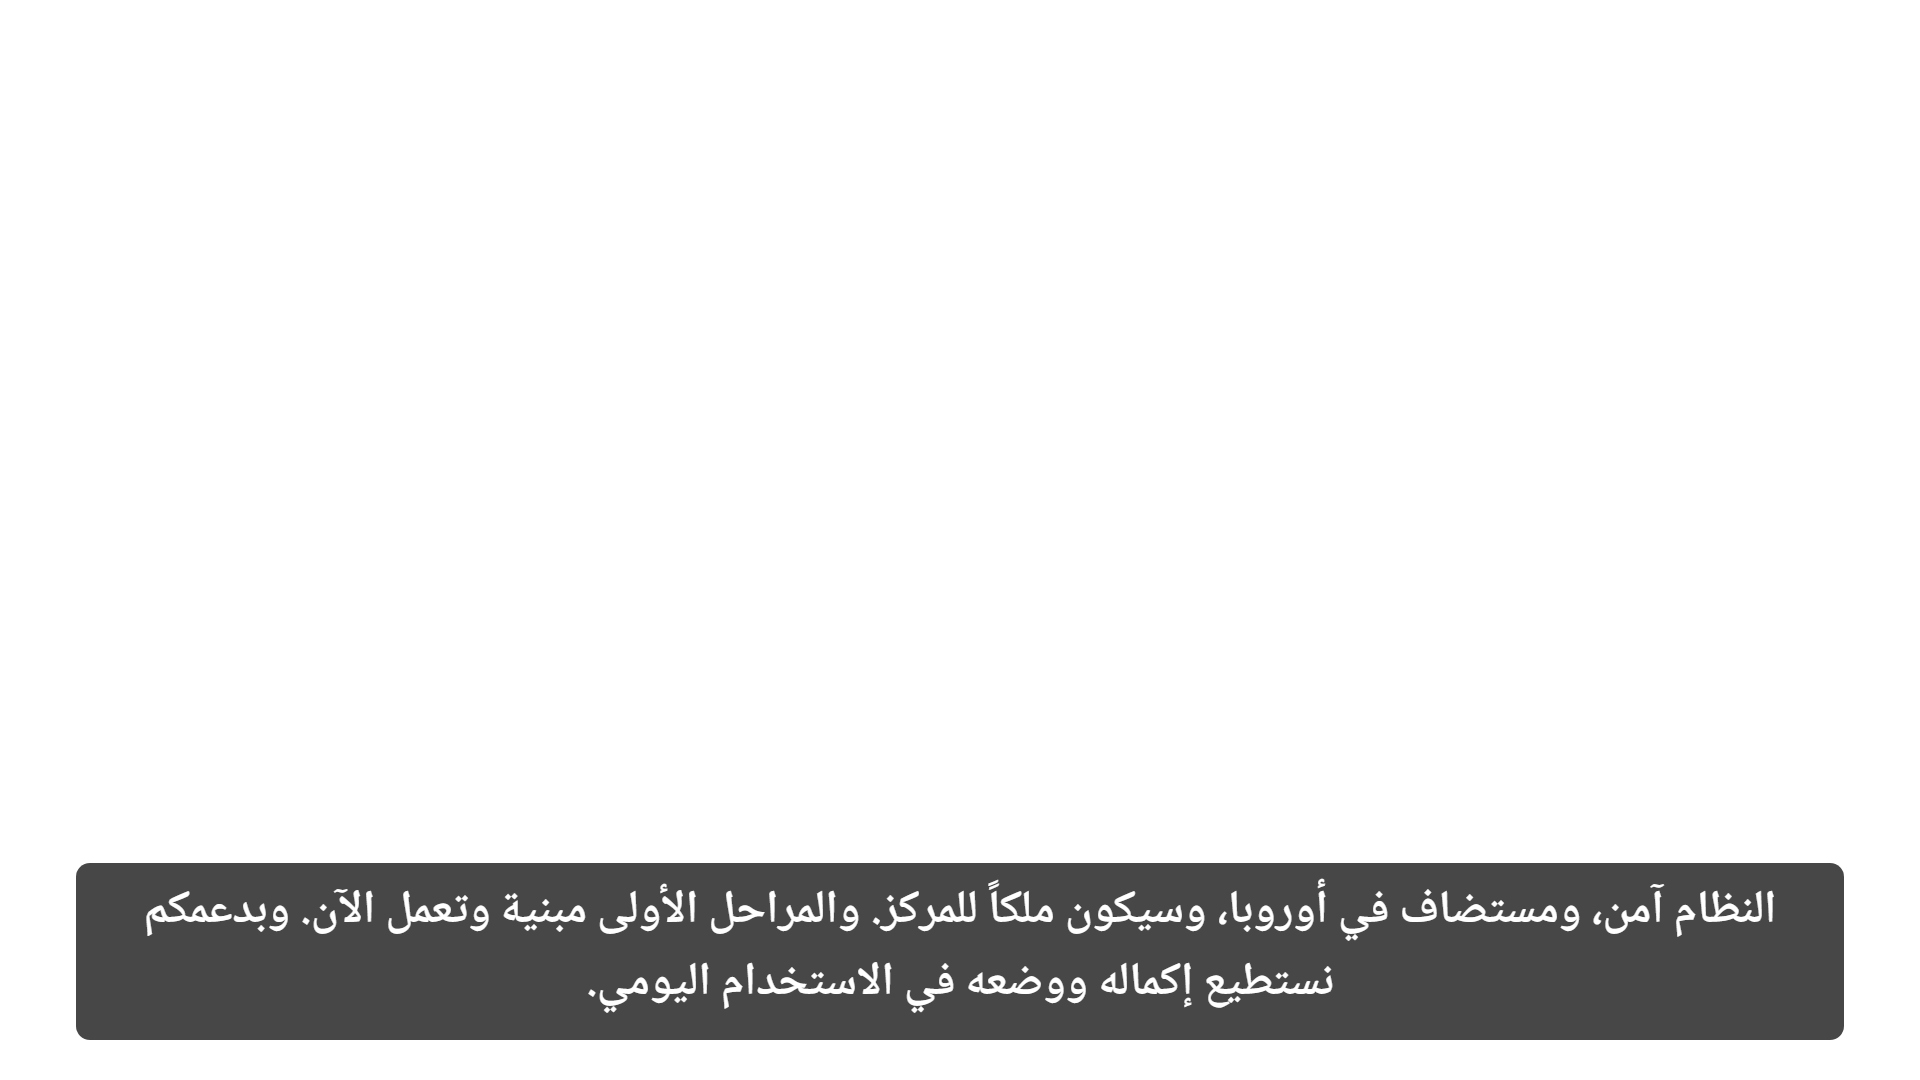 النظام آمن، ومستضاف في أوروبا، وسيكون ملكاً للمركز. والمراحل الأولى مبنية وتعمل الآن. وبدعمكم
نستطيع إكماله ووضعه في الاستخدام اليومي.